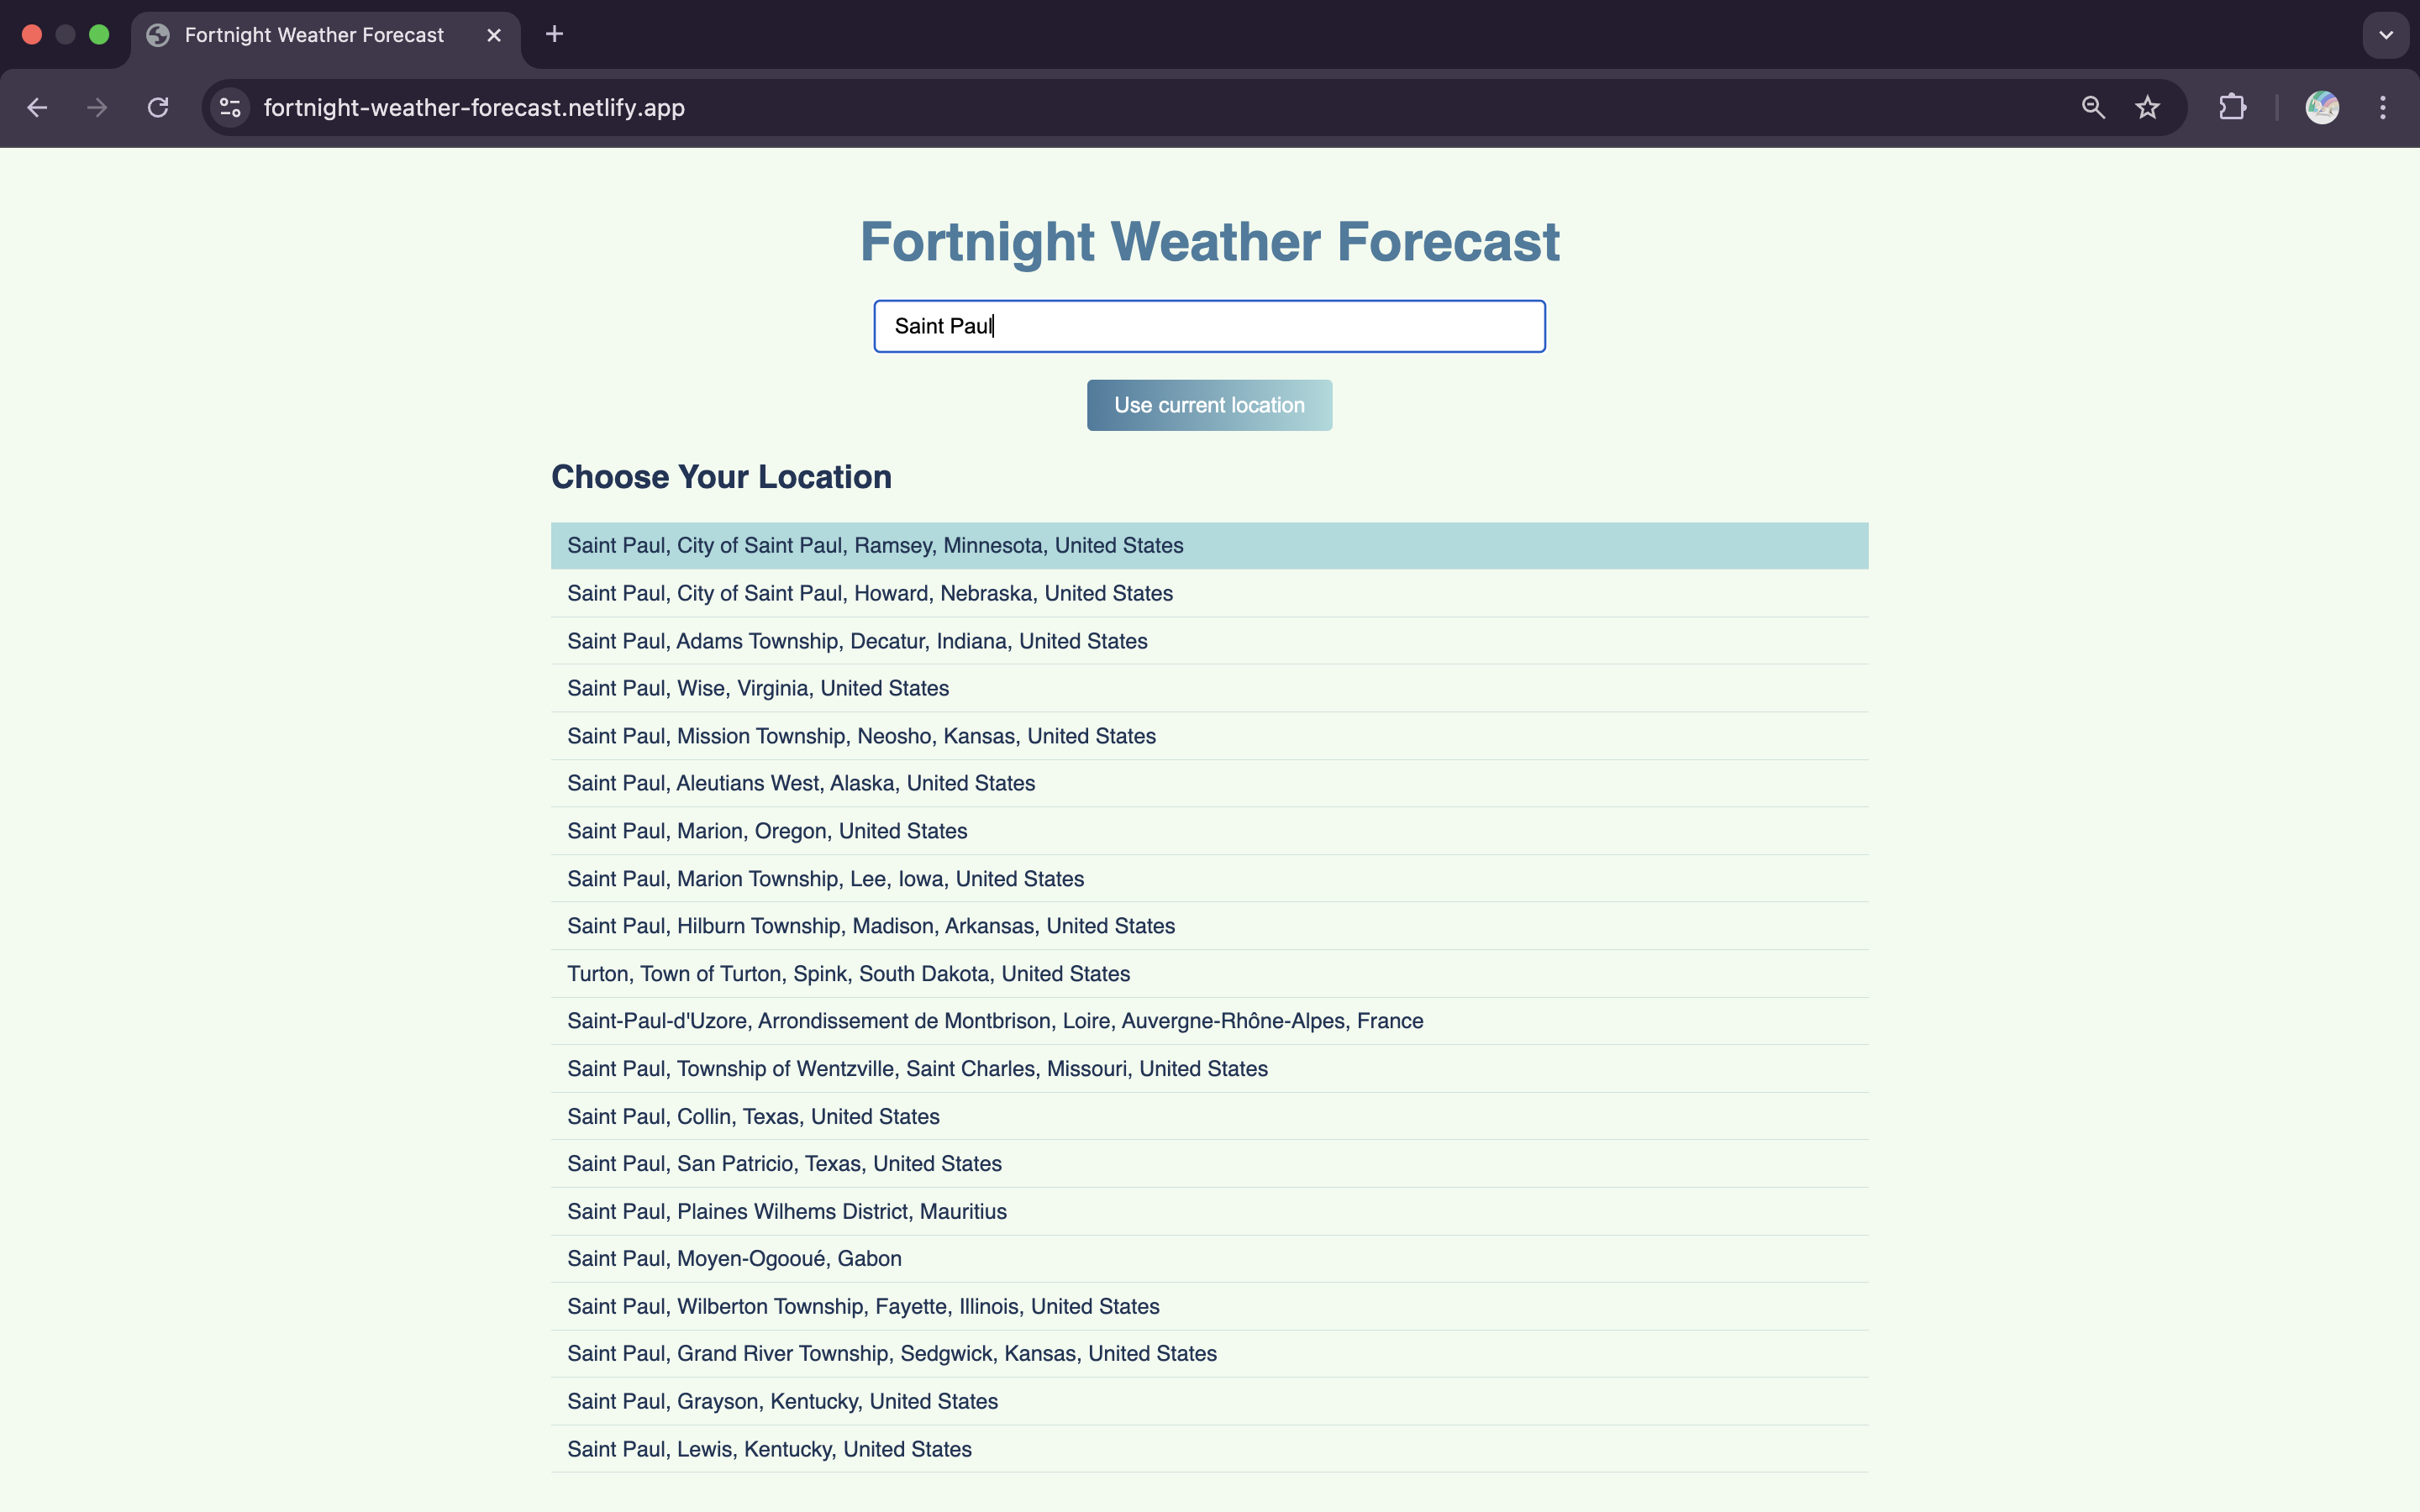 Fortnight Weather Forecast
fortnight-weather-forecast.netlify.app
Fortnight Weather Forecast
Saint Paul
Use current location
Choose Your Location
Saint Paul, City of Saint Paul, Ramsey, Minnesota, United States
Saint Paul, City of Saint Paul, Howard, Nebraska, United States
Saint Paul, Adams Township, Decatur, Indiana, United States
Saint Paul, Wise, Virginia, United States
Saint Paul, Mission Township, Neosho, Kansas, United States
Saint Paul, Aleutians West, Alaska, United States
Saint Paul, Marion, Oregon, United States
Saint Paul, Marion Township, Lee, Iowa, United States
Saint Paul, Hilburn Township, Madison, Arkansas, United States
Turton, Town of Turton, Spink, South Dakota, United States
Saint-Paul-d'Uzore, Arrondissement de Montbrison, Loire, Auvergne-Rhône-Alpes, France
Saint Paul, Township of Wentzville, Saint Charles, Missouri, United States
Saint Paul, Collin, Texas, United States
Saint Paul, San Patricio, Texas, United States
Saint Paul, Plaines Wilhems District, Mauritius
Saint Paul, Moyen-Ogooué, Gabon
Saint Paul, Wilberton Township, Fayette, Illinois, United States
Saint Paul, Grand River Township, Sedgwick, Kansas, United States
Saint Paul, Grayson, Kentucky, United States
Saint Paul, Lewis, Kentucky, United States